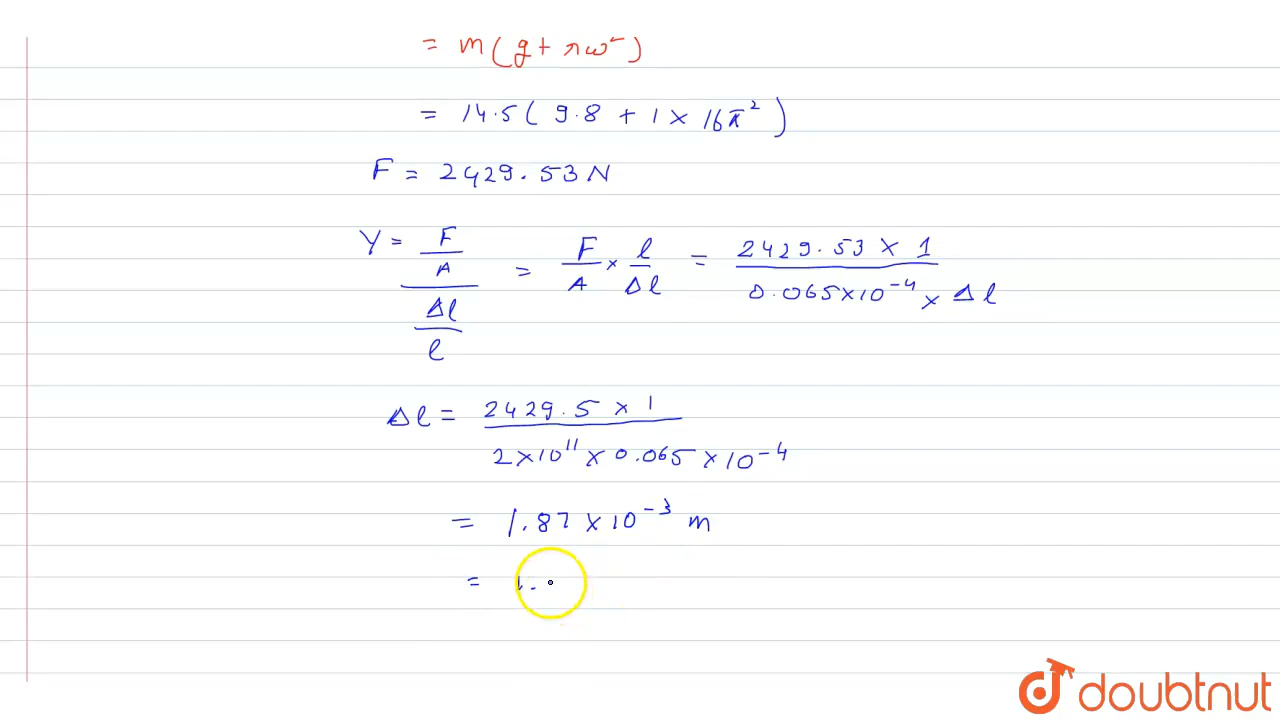 = m(g + rω²)
= 14.5( 9.8 + 1 × 16π² )
F = 2429.53 N
Y = F/A / Δl/l = F/A × l/Δl = 2429.53 × 1 / 0.065×10⁻⁴ × Δl
Δl = 2429.5 × 1 / 2×10¹¹ × 0.065 × 10⁻⁴
= 1.87 × 10⁻³ m
= 1.
doubtnut